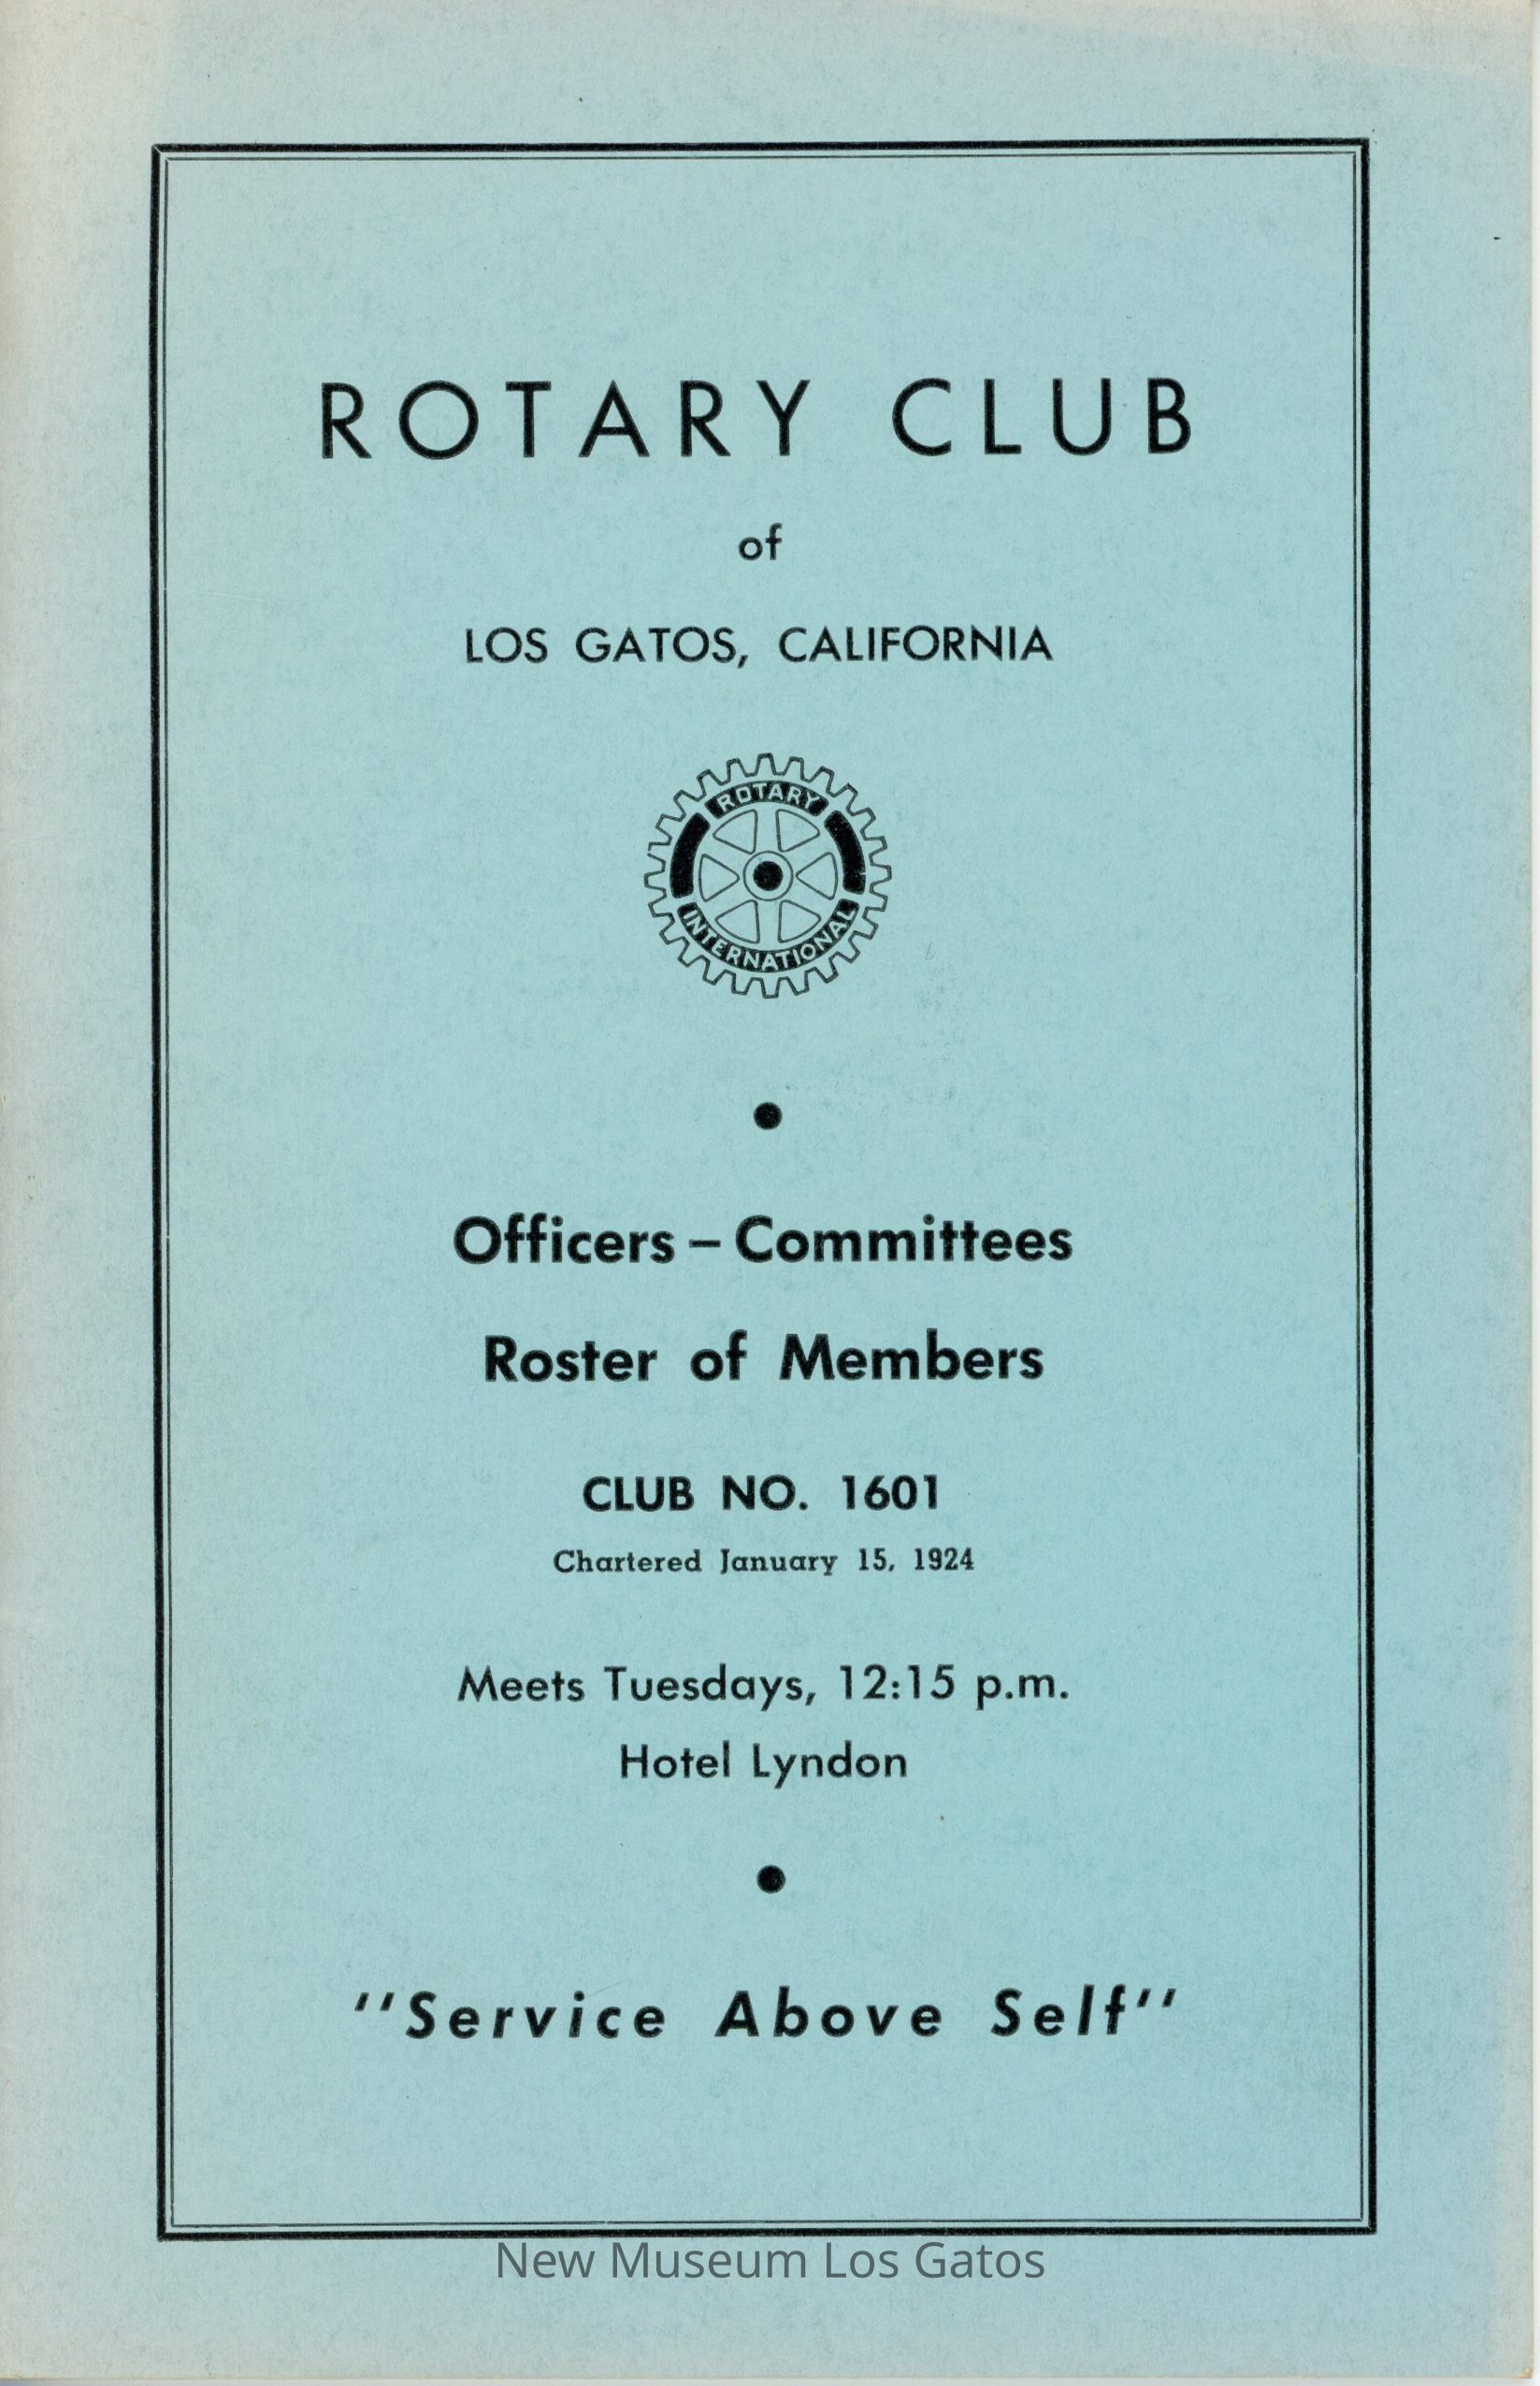 ROTARY CLUB
of
LOS GATOS, CALIFORNIA
ROTARY
INTERNATIONAL
Officers – Committees
Roster of Members
CLUB NO. 1601
Chartered January 15, 1924
Meets Tuesdays, 12:15 p.m.
Hotel Lyndon
"Service Above Self"
New Museum Los Gatos